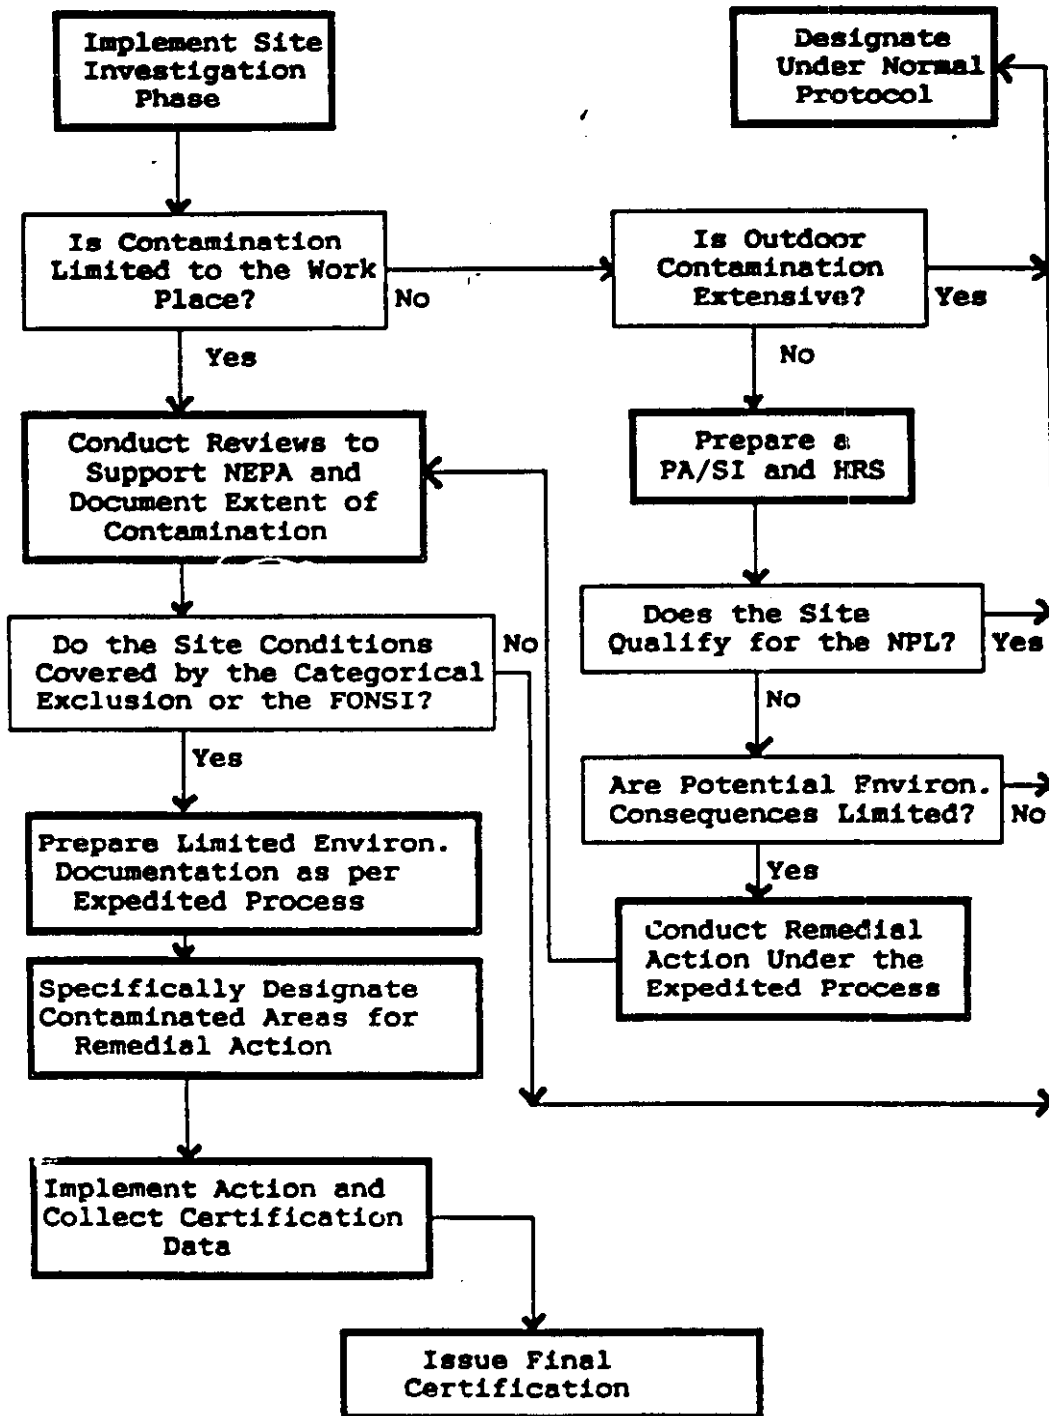 Implement Site
Investigation
Phase
Designate
Under Normal
Protocol
Is Contamination
Limited to the Work
Place?
No
Yes
Is Outdoor
Contamination
Extensive?
Yes
No
Conduct Reviews to
Support NEPA and
Document Extent of
Contamination
Prepare a
PA/SI and HRS
Do the Site Conditions
Covered by the Categorical
Exclusion or the FONSI?
No
Yes
Does the Site
Qualify for the NPL?
Yes
No
Are Potential Environ.
Consequences Limited?
No
Yes
Prepare Limited Environ.
Documentation as per
Expedited Process
Conduct Remedial
Action Under the
Expedited Process
Specifically Designate
Contaminated Areas for
Remedial Action
Implement Action and
Collect Certification
Data
Issue Final
Certification